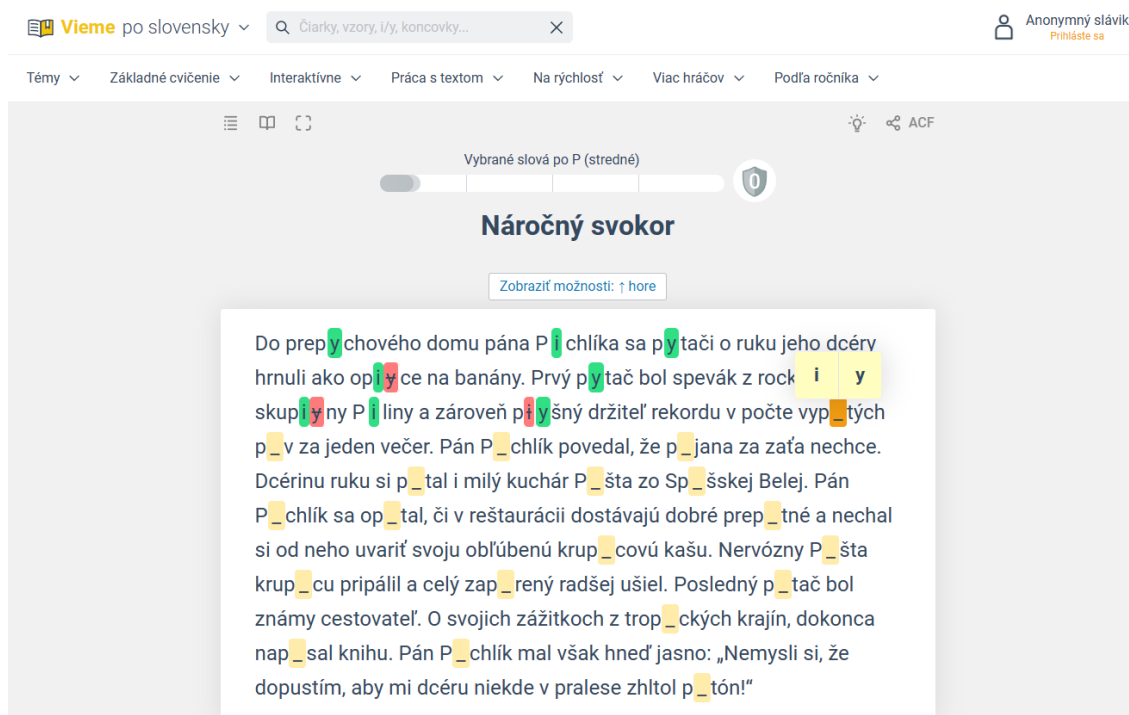 Vieme po slovensky
Čiarky, vzory, i/y, koncovky...
Anonymný slávik
Prihláste sa
Témy Základné cvičenie Interaktívne Práca s textom Na rýchlosť Viac hráčov Podľa ročníka
ACF
Vybrané slová po P (stredné)
0
Náročný svokor
Zobraziť možnosti: ↑ hore
Do prepychového domu pána Pichlíka sa pytači o ruku jeho dcéry
hrnuli ako opiyce na banány. Prvý pytač bol spevák z rock
i y
skupiyny Piliny a zároveň piyšný držiteľ rekordu v počte vyp_tých
p_v za jeden večer. Pán P_chlík povedal, že p_jana za zaťa nechce.
Dcérinu ruku si p_tal i milý kuchár P_šta zo Sp_šskej Belej. Pán
P_chlík sa op_tal, či v reštaurácii dostávajú dobré prep_tné a nechal
si od neho uvariť svoju obľúbenú krup_covú kašu. Nervózny P_šta
krup_cu pripálil a celý zap_rený radšej ušiel. Posledný p_tač bol
známy cestovateľ. O svojich zážitkoch z trop_ckých krajín, dokonca
nap_sal knihu. Pán P_chlík mal však hneď jasno: „Nemysli si, že
dopustím, aby mi dcéru niekde v pralese zhltol p_tón!“